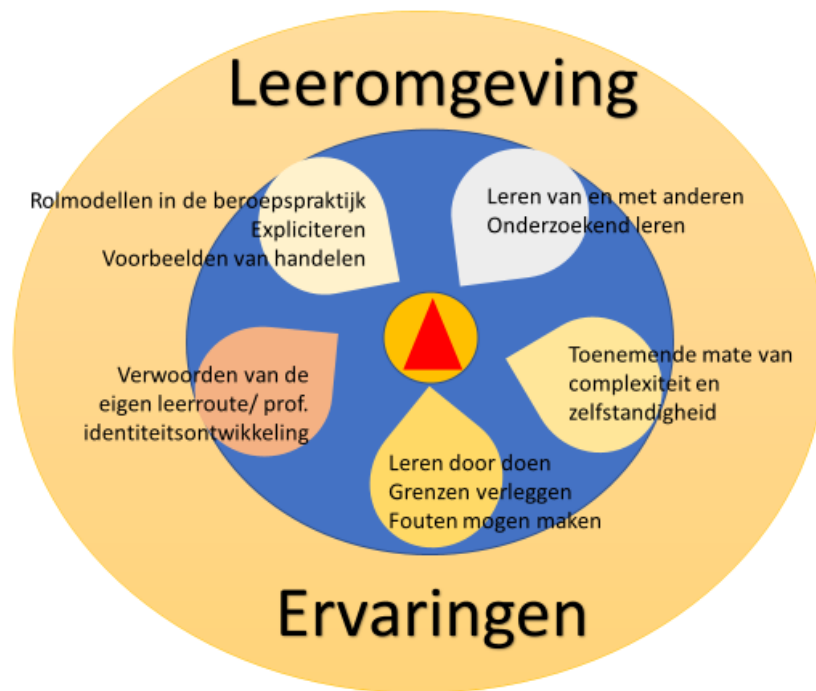 Leeromgeving
Rolmodellen in de beroepspraktijk
Expliciteren
Voorbeelden van handelen
Leren van en met anderen
Onderzoekend leren
Verwoorden van de
eigen leerroute/ prof.
identiteitsontwikkeling
Toenemende mate van
complexiteit en
zelfstandigheid
Leren door doen
Grenzen verleggen
Fouten mogen maken
Ervaringen